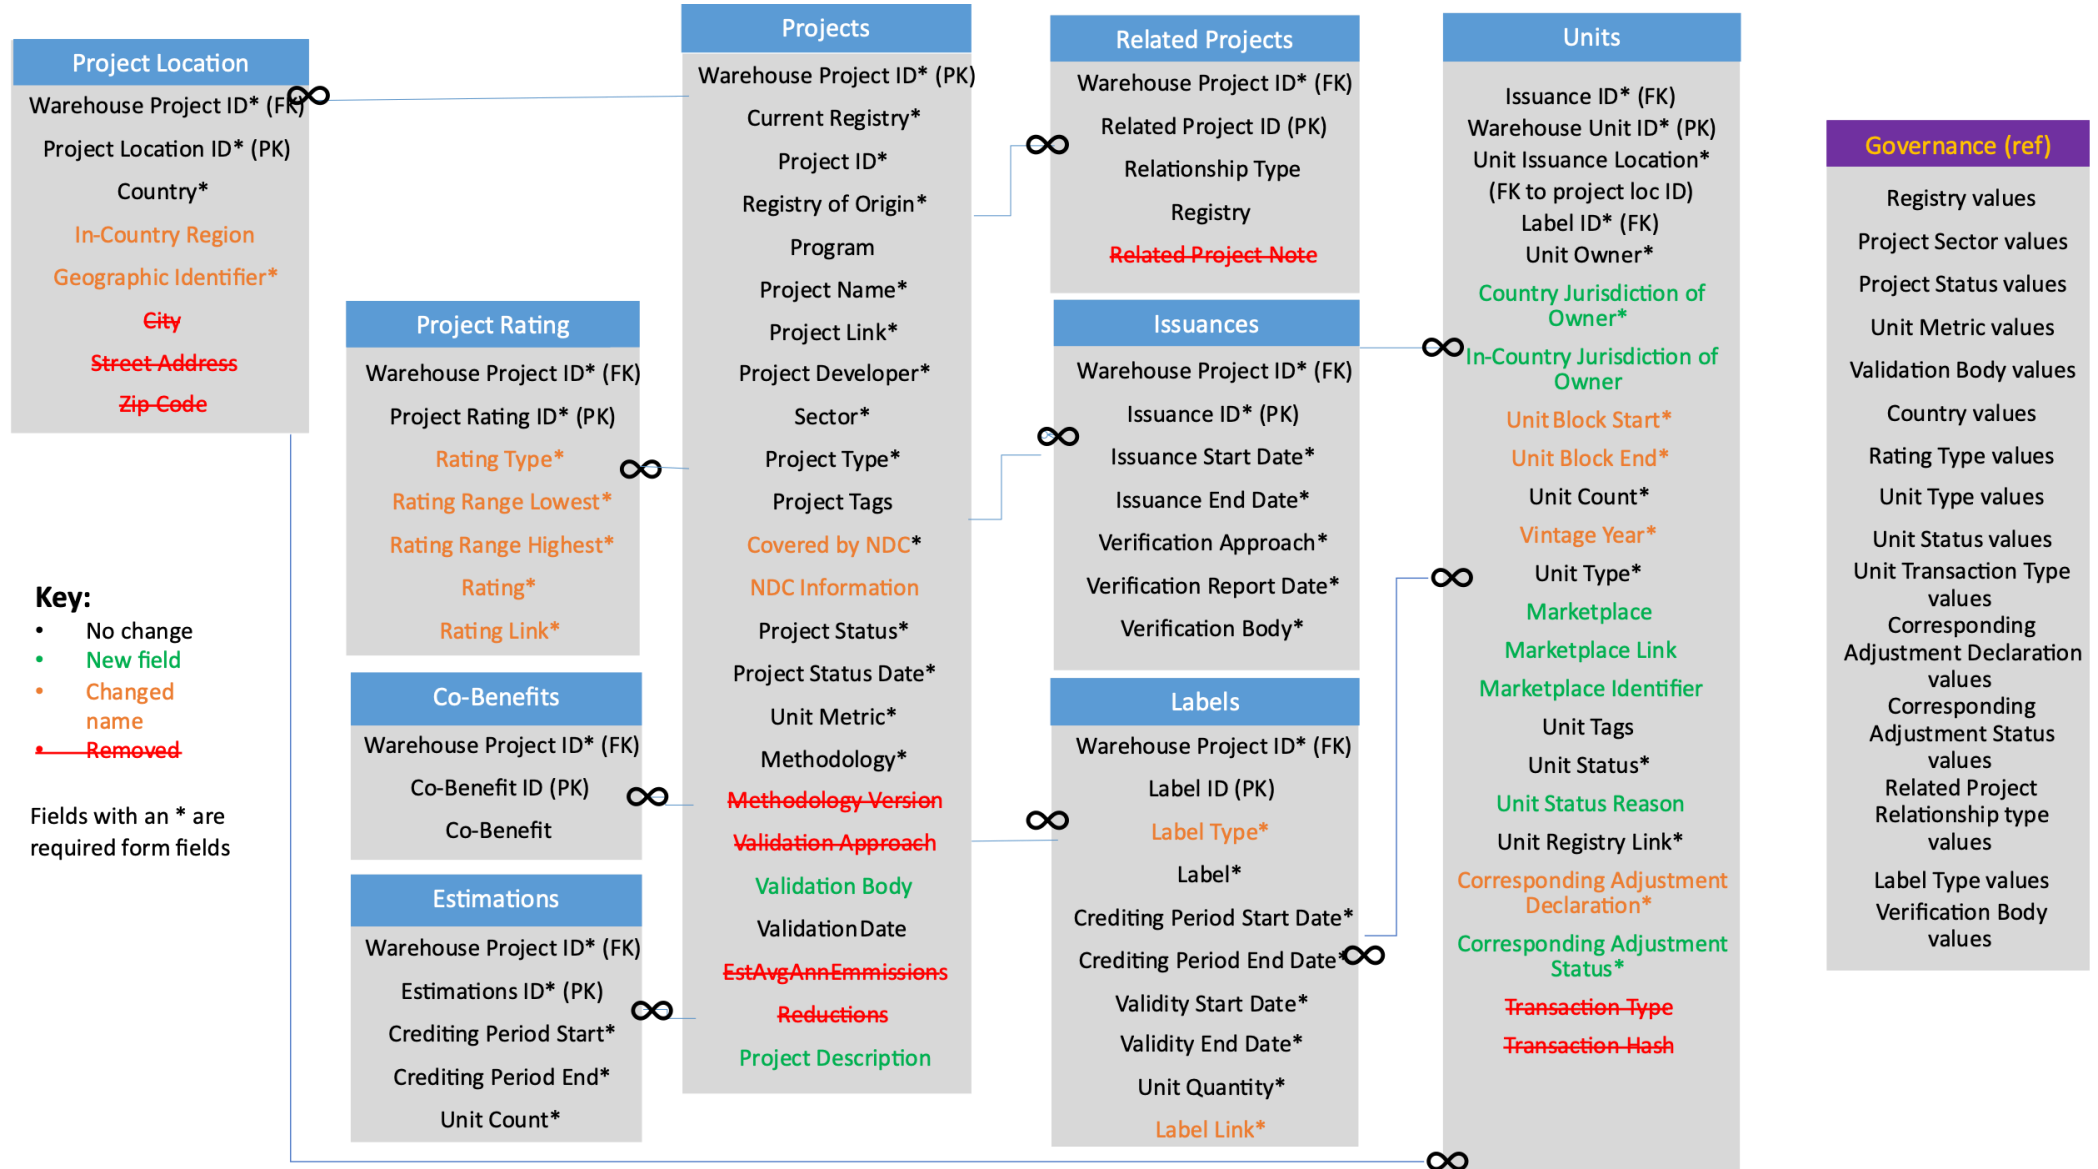 Project Location
Warehouse Project ID* (FK)
Project Location ID* (PK)
Country*
In-Country Region
Geographic Identifier*
City
Street Address
Zip Code
Key:
• No change
• New field
• Changed
name
• Removed
Fields with an * are
required form fields
Project Rating
Warehouse Project ID* (FK)
Project Rating ID* (PK)
Rating Type*
Rating Range Lowest*
Rating Range Highest*
Rating*
Rating Link*
Co-Benefits
Warehouse Project ID* (FK)
Co-Benefit ID (PK)
Co-Benefit
Estimations
Warehouse Project ID* (FK)
Estimations ID* (PK)
Crediting Period Start*
Crediting Period End*
Unit Count*
Projects
Warehouse Project ID* (PK)
Current Registry*
Project ID*
Registry of Origin*
Program
Project Name*
Project Link*
Project Developer*
Sector*
Project Type*
Project Tags
Covered by NDC*
NDC Information
Project Status*
Project Status Date*
Unit Metric*
Methodology*
Methodology Version
Validation Approach
Validation Body
Validation Date
EstAvgAnnEmmissions
Reductions
Project Description
Related Projects
Warehouse Project ID* (FK)
Related Project ID (PK)
Relationship Type
Registry
Related Project Note
Issuances
Warehouse Project ID* (FK)
Issuance ID* (PK)
Issuance Start Date*
Issuance End Date*
Verification Approach*
Verification Report Date*
Verification Body*
Labels
Warehouse Project ID* (FK)
Label ID (PK)
Label Type*
Label*
Crediting Period Start Date*
Crediting Period End Date*
Validity Start Date*
Validity End Date*
Unit Quantity*
Label Link*
Units
Issuance ID* (FK)
Warehouse Unit ID* (PK)
Unit Issuance Location*
(FK to project loc ID)
Label ID* (FK)
Unit Owner*
Country Jurisdiction of
Owner*
In-Country Jurisdiction of
Owner
Unit Block Start*
Unit Block End*
Unit Count*
Vintage Year*
Unit Type*
Marketplace
Marketplace Link
Marketplace Identifier
Unit Tags
Unit Status*
Unit Status Reason
Unit Registry Link*
Corresponding Adjustment
Declaration*
Corresponding Adjustment
Status*
Transaction Type
Transaction Hash
Governance (ref)
Registry values
Project Sector values
Project Status values
Unit Metric values
Validation Body values
Country values
Rating Type values
Unit Type values
Unit Status values
Unit Transaction Type
values
Corresponding
Adjustment Declaration
values
Corresponding
Adjustment Status
values
Related Project
Relationship type
values
Label Type values
Verification Body
values